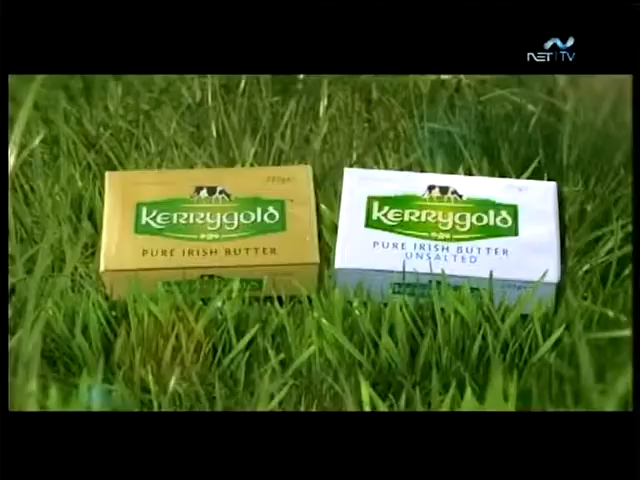 NET TV
KERRYGOLD
PURE IRISH BUTTER
KERRYGOLD
PURE IRISH BUTTER
UNSALTED